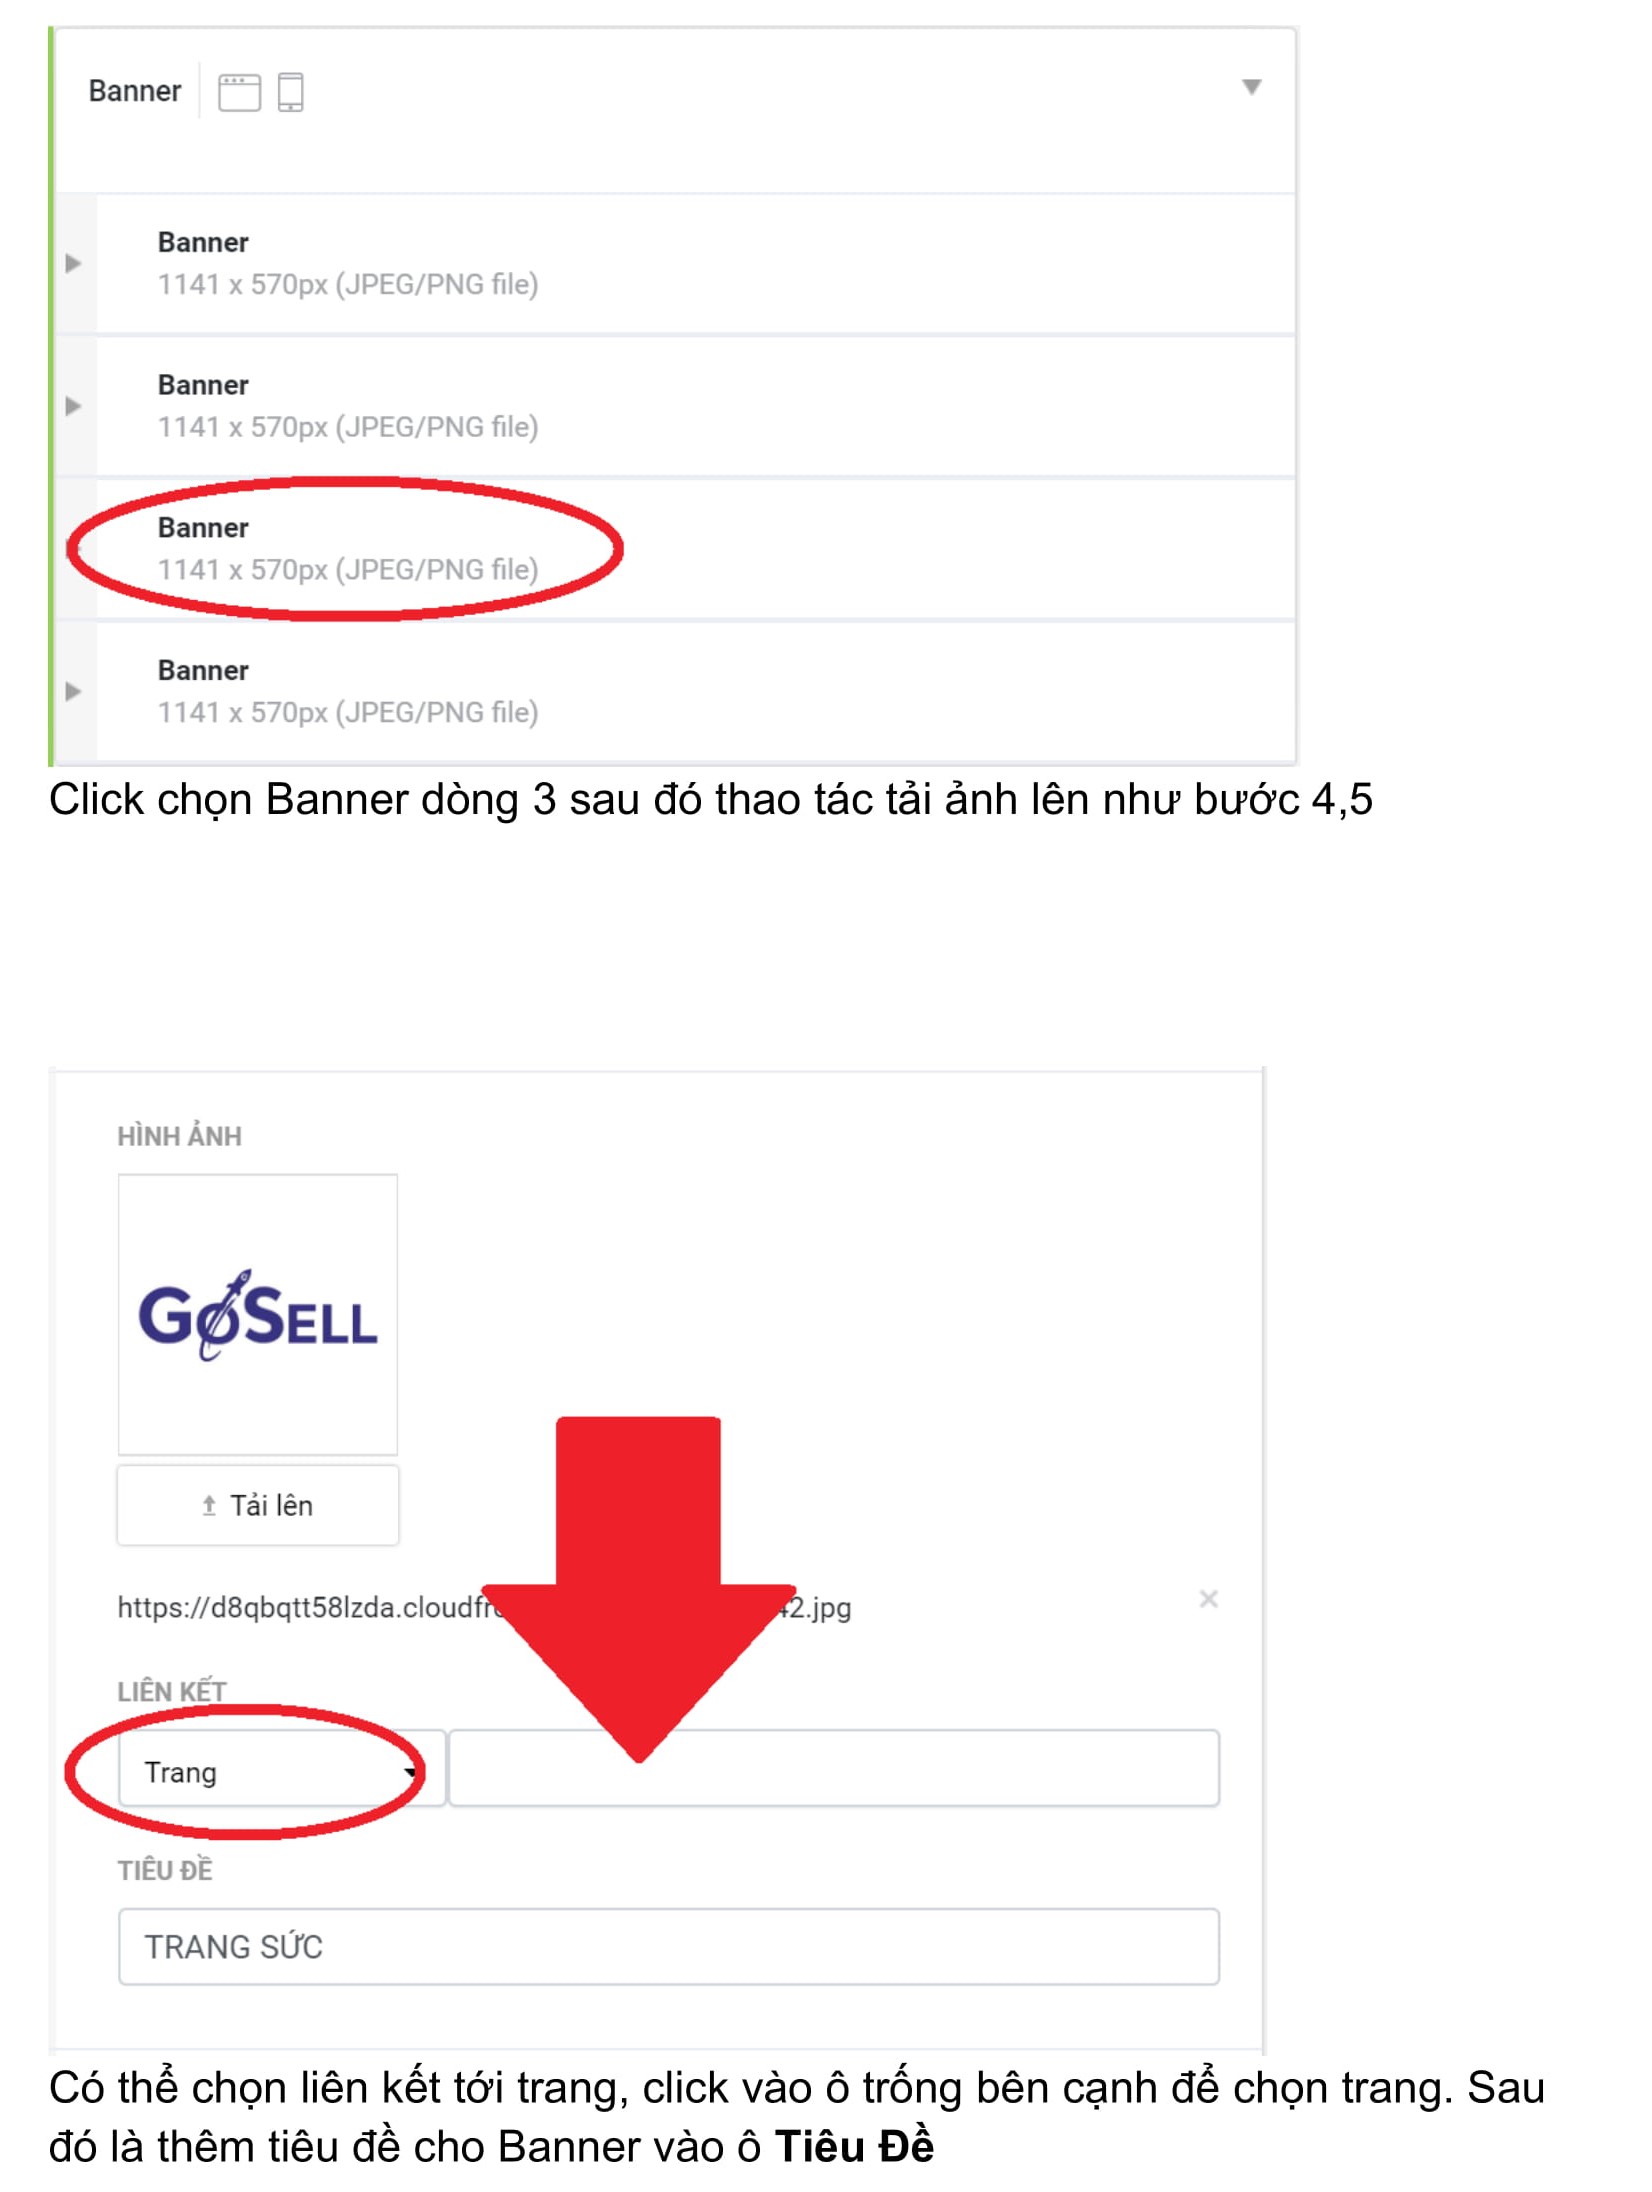 Banner
Banner
1141 x 570px (JPEG/PNG file)
Banner
1141 x 570px (JPEG/PNG file)
Banner
1141 x 570px (JPEG/PNG file)
Banner
1141 x 570px (JPEG/PNG file)
Click chọn Banner dòng 3 sau đó thao tác tải ảnh lên như bước 4,5
HÌNH ẢNH
GOSELL
Tải lên
https://d8qbqtt58lzda.cloudfr 2.jpg
LIÊN KẾT
Trang
TIÊU ĐỀ
TRANG SỨC
Có thể chọn liên kết tới trang, click vào ô trống bên cạnh để chọn trang. Sau
đó là thêm tiêu đề cho Banner vào ô Tiêu Đề